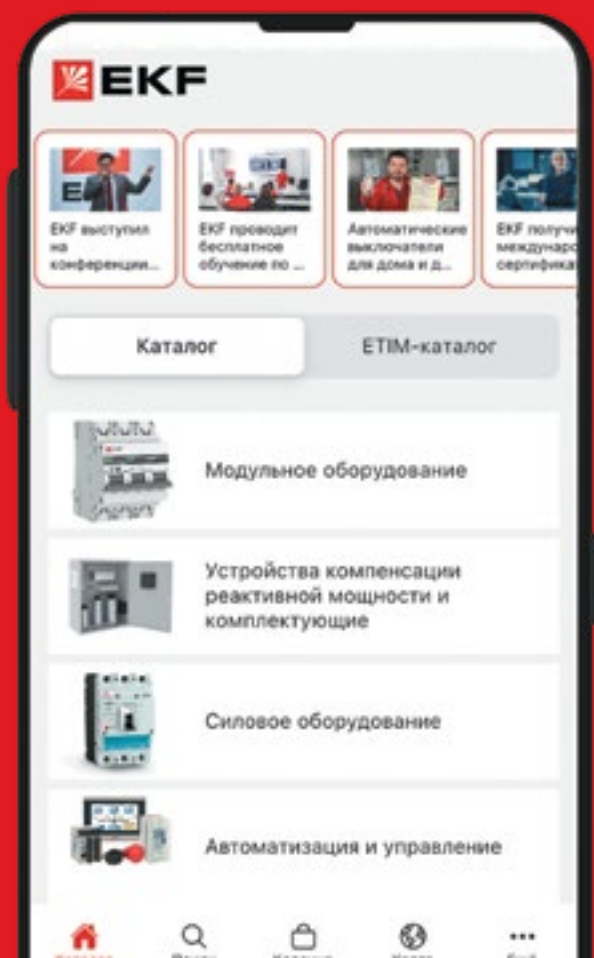 EKF
EKF выступил
на
конференции...
EKF проводит
бесплатное
обучение по ...
Автоматические
выключатели
для дома и д...
EKF получи
междунаро
сертифика
Каталог
ETIM-каталог
Модульное оборудование
Устройства компенсации
реактивной мощности и
комплектующие
Силовое оборудование
Автоматизация и управление